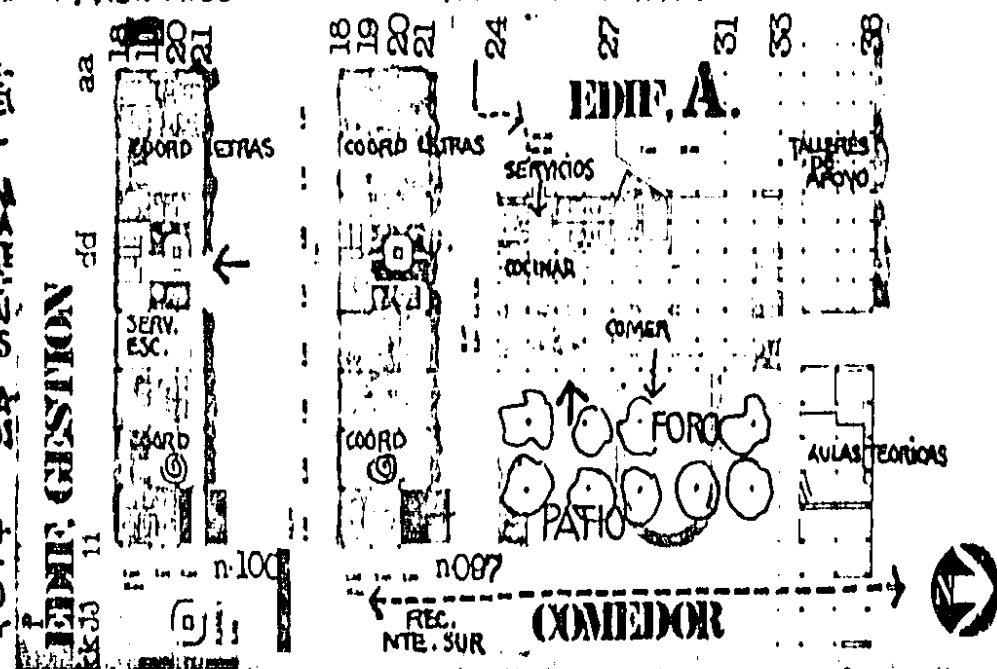 18 19 20 21
18 19 20 21
24
27
31
33
38
aa
EDIF. A.
COORD LETRAS
COORD LETRAS
SERVICIOS
TALLERES
DE
APOYO
dd
COCINAR
SERV.
ESC.
COMER
EDIF. GESTION
COORD
COORD
FORO
AULAS TEORICAS
PATIO
11
n.100
n097
N
kkJJ
REC.
NTE. SUR
COMEDOR